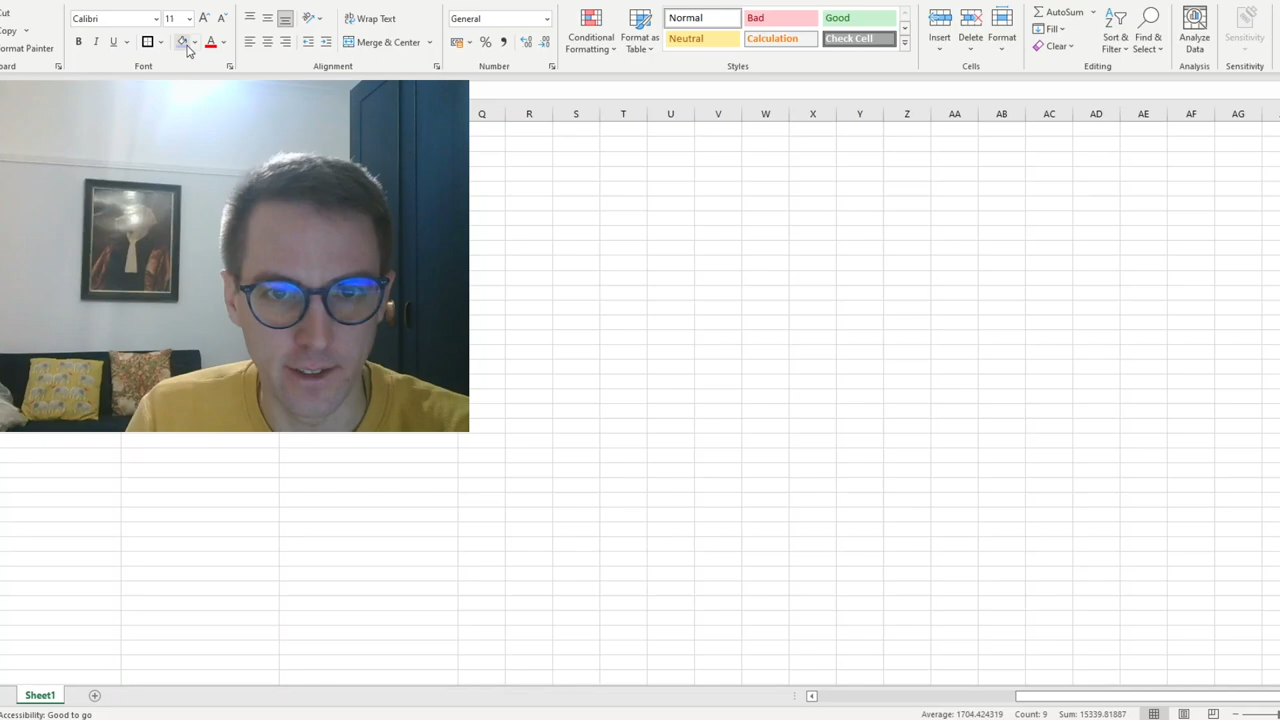 Cut
Calibri 11
Wrap Text
General
Normal Bad Good
AutoSum
Copy
Format Painter
B I U A
Merge & Center
% ,
Conditional Formatting
Format as Table
Neutral Calculation Check Cell
Insert Delete Format
Fill
Clear
Sort & Filter
Find & Select
Analyze Data
Sensitivity
Font Alignment Number Styles Cells Editing Analysis Sensitivity
Q R S T U V W X Y Z AA AB AC AD AE AF AG
Sheet1
Accessibility: Good to go
Average: 1704.424319 Count: 9 Sum: 15339.81887